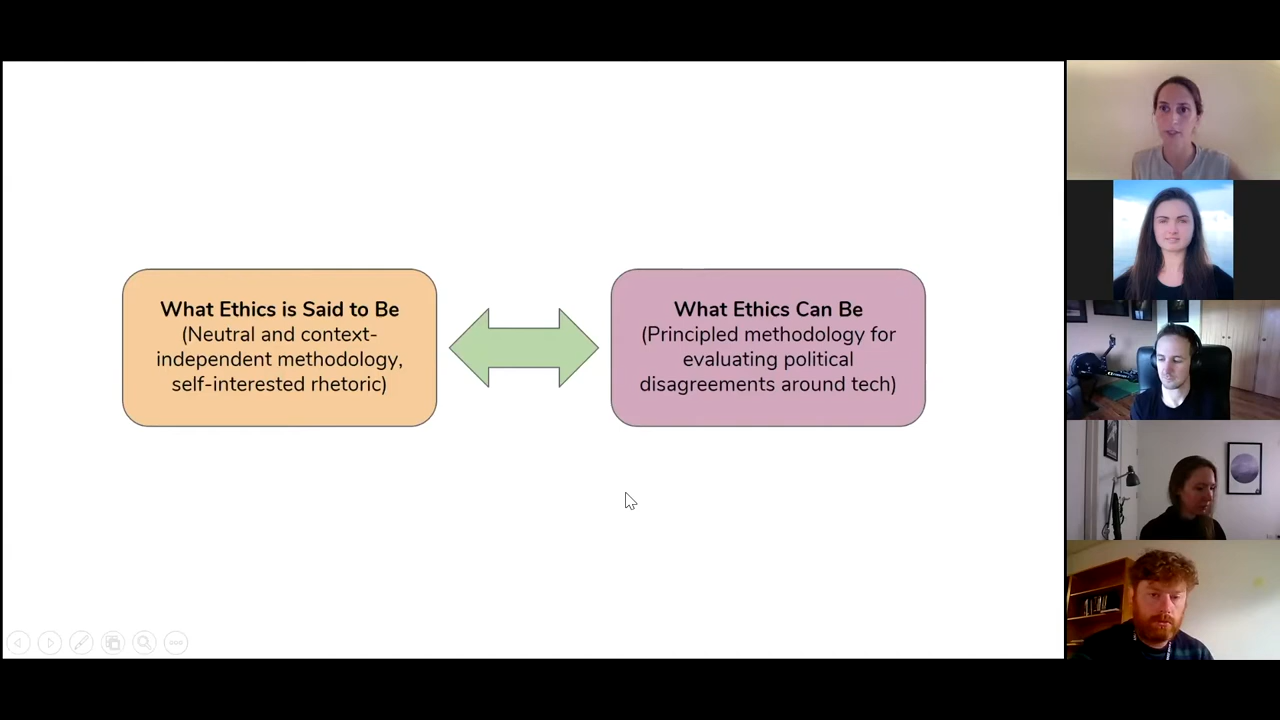 What Ethics is Said to Be
(Neutral and context-
independent methodology,
self-interested rhetoric)
What Ethics Can Be
(Principled methodology for
evaluating political
disagreements around tech)